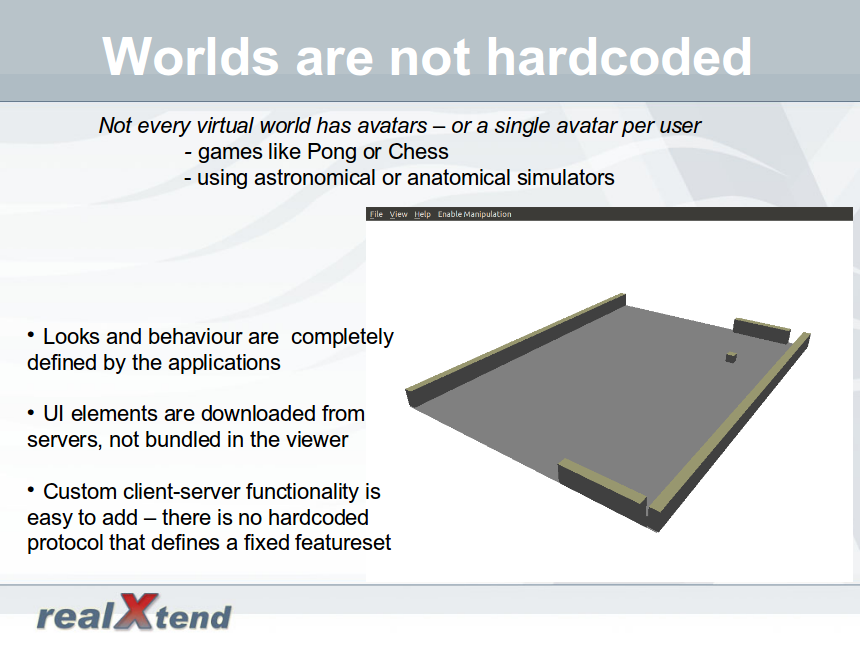 Worlds are not hardcoded
Not every virtual world has avatars – or a single avatar per user
- games like Pong or Chess
- using astronomical or anatomical simulators
File View Help Enable Manipulation
• Looks and behaviour are completely
defined by the applications
• UI elements are downloaded from
servers, not bundled in the viewer
• Custom client-server functionality is
easy to add – there is no hardcoded
protocol that defines a fixed featureset
realXtend